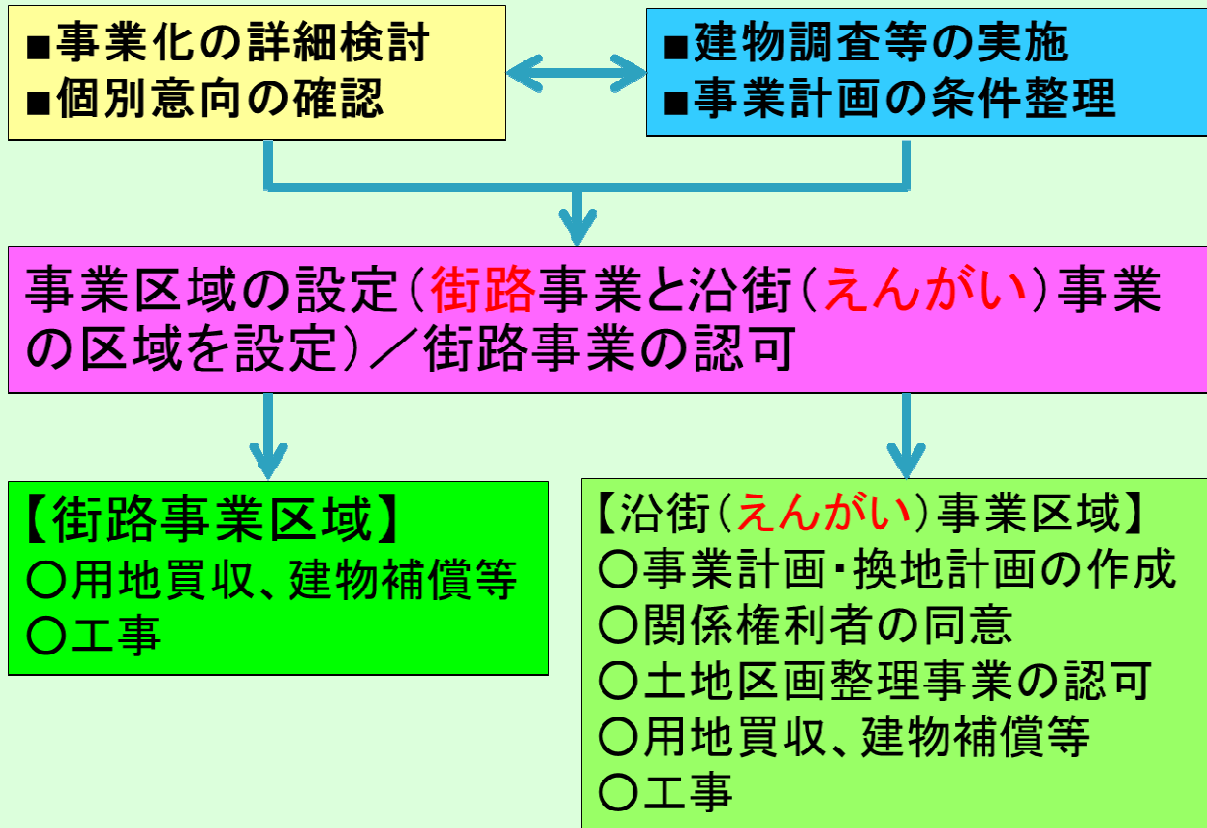 ■事業化の詳細検討
■個別意向の確認
■建物調査等の実施
■事業計画の条件整理
事業区域の設定(街路事業と沿街(えんがい)事業
の区域を設定)/街路事業の認可
【街路事業区域】
○用地買収、建物補償等
○工事
【沿街(えんがい)事業区域】
○事業計画・換地計画の作成
○関係権利者の同意
○土地区画整理事業の認可
○用地買収、建物補償等
○工事